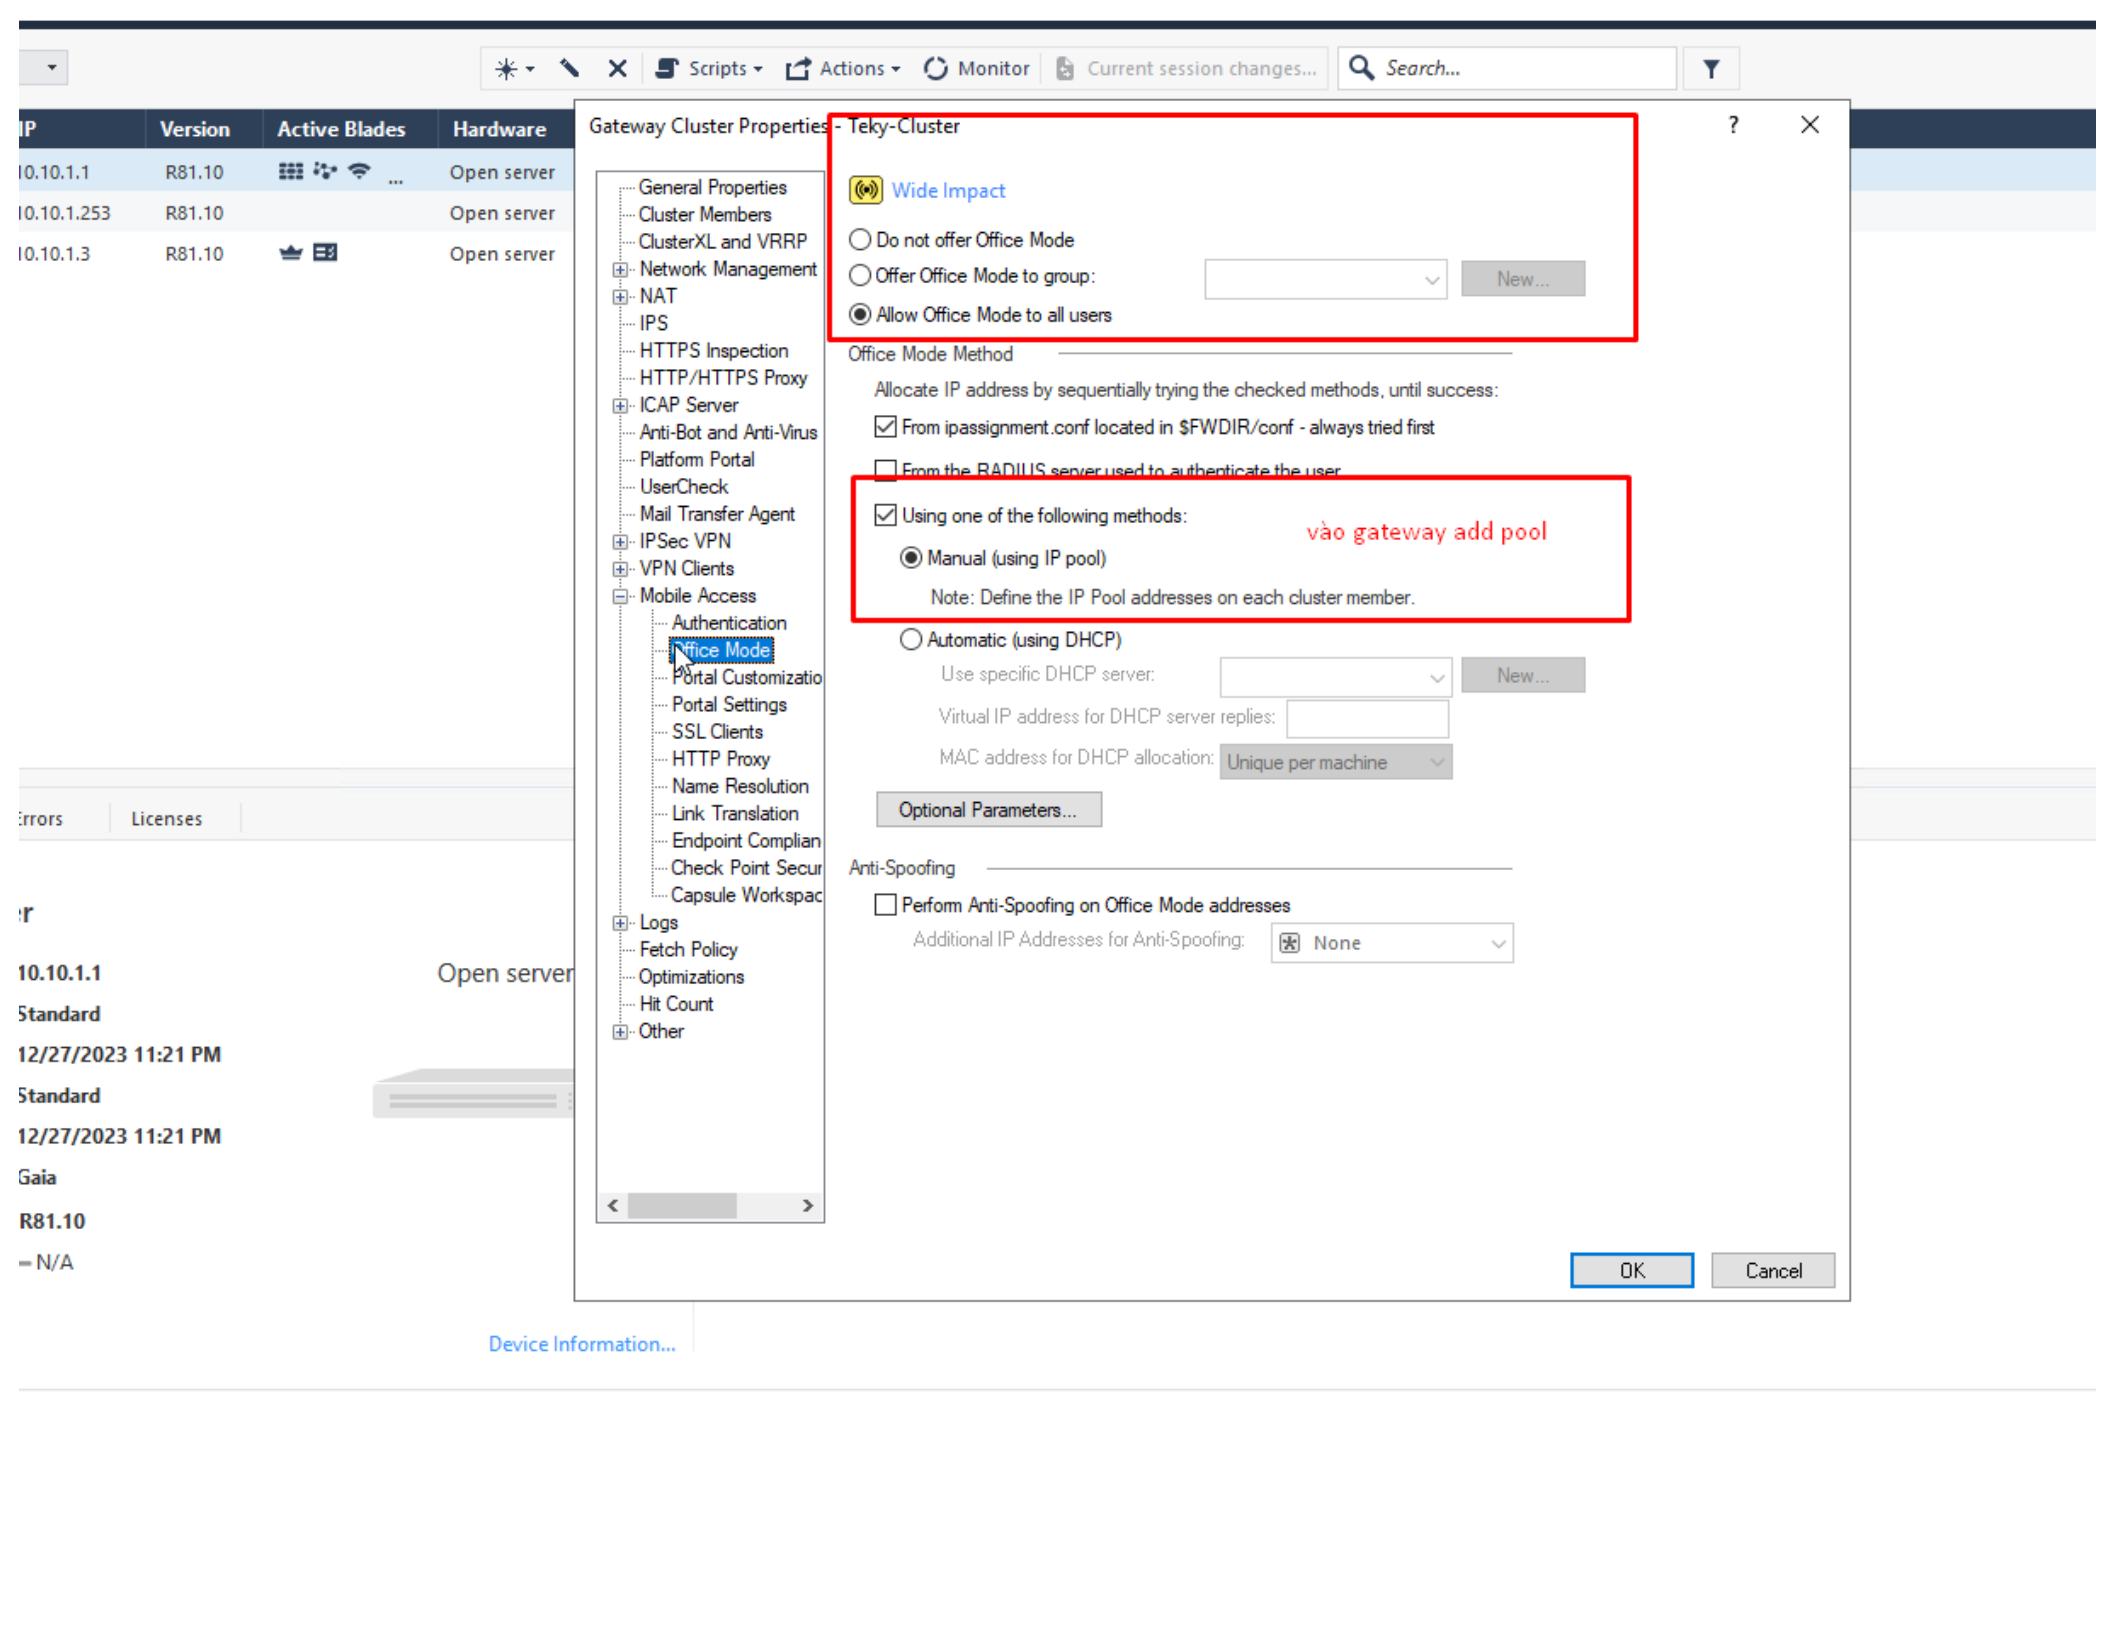 Scripts
Actions
Monitor
Current session changes...
Search...
IP Version Active Blades Hardware
10.10.1.1 R81.10 ... Open server
10.10.1.253 R81.10 Open server
10.10.1.3 R81.10 Open server
Gateway Cluster Properties - Teky-Cluster
?
General Properties
Cluster Members
ClusterXL and VRRP
Network Management
NAT
IPS
HTTPS Inspection
HTTP/HTTPS Proxy
ICAP Server
Anti-Bot and Anti-Virus
Platform Portal
UserCheck
Mail Transfer Agent
IPSec VPN
VPN Clients
Mobile Access
Authentication
Office Mode
Portal Customizatio
Portal Settings
SSL Clients
HTTP Proxy
Name Resolution
Link Translation
Endpoint Complian
Check Point Secur
Capsule Workspac
Logs
Fetch Policy
Optimizations
Hit Count
Other
Wide Impact
Do not offer Office Mode
Offer Office Mode to group:
New...
Allow Office Mode to all users
Office Mode Method
Allocate IP address by sequentially trying the checked methods, until success:
From ipassignment.conf located in $FWDIR/conf - always tried first
From the RADIUS server used to authenticate the user
Using one of the following methods:
vào gateway add pool
Manual (using IP pool)
Note: Define the IP Pool addresses on each cluster member.
Automatic (using DHCP)
Use specific DHCP server:
New...
Virtual IP address for DHCP server replies:
MAC address for DHCP allocation: Unique per machine
Optional Parameters...
Anti-Spoofing
Perform Anti-Spoofing on Office Mode addresses
Additional IP Addresses for Anti-Spoofing: None
OK
Cancel
Errors Licenses
er
10.10.1.1
Open server
Standard
12/27/2023 11:21 PM
Standard
12/27/2023 11:21 PM
Gaia
R81.10
N/A
Device Information...